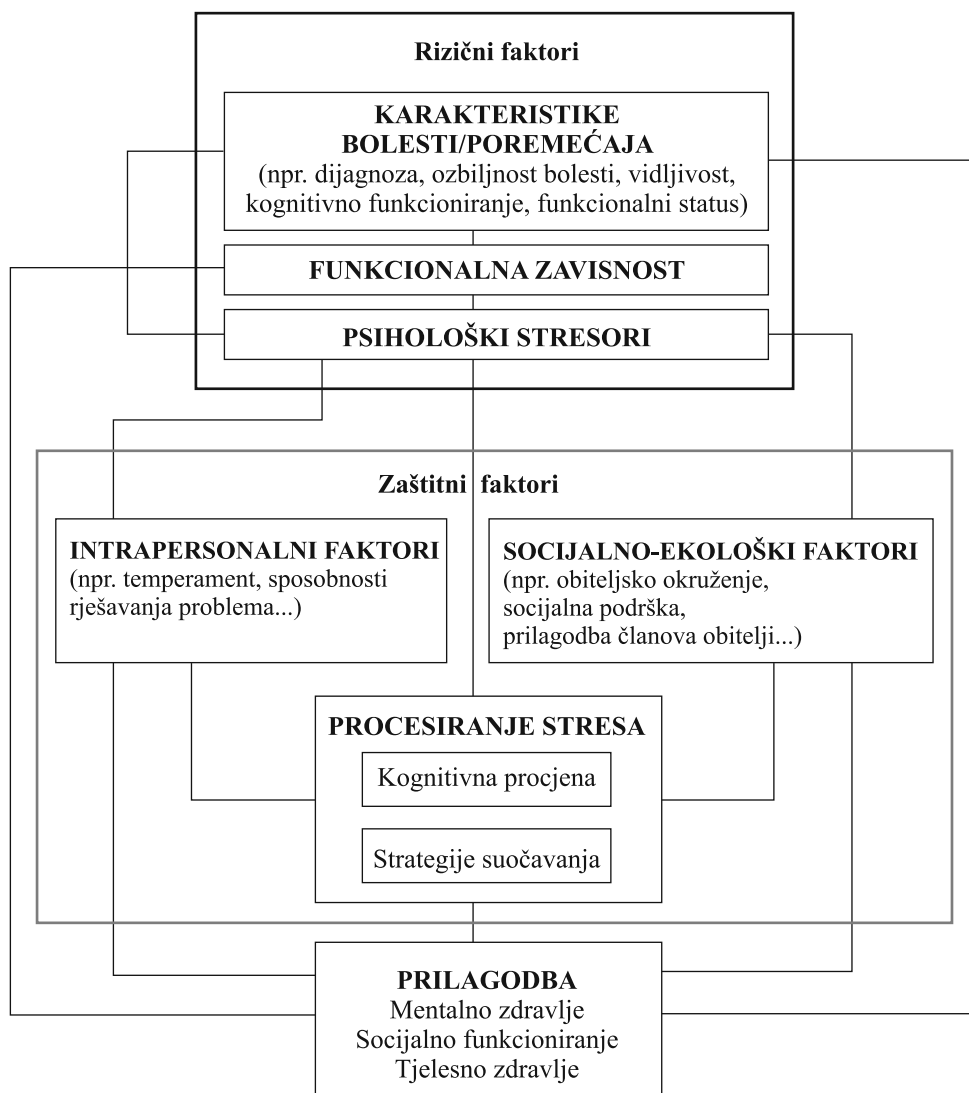 Rizični faktori
KARAKTERISTIKE
BOLESTI/POREMEĆAJA
(npr. dijagnoza, ozbiljnost bolesti, vidljivost,
kognitivno funkcioniranje, funkcionalni status)
FUNKCIONALNA ZAVISNOST
PSIHOLOŠKI STRESORI
Zaštitni faktori
INTRAPERSONALNI FAKTORI
(npr. temperament, sposobnosti
rješavanja problema...)
SOCIJALNO-EKOLOŠKI FAKTORI
(npr. obiteljsko okruženje,
socijalna podrška,
prilagodba članova obitelji...)
PROCESIRANJE STRESA
Kognitivna procjena
Strategije suočavanja
PRILAGODBA
Mentalno zdravlje
Socijalno funkcioniranje
Tjelesno zdravlje